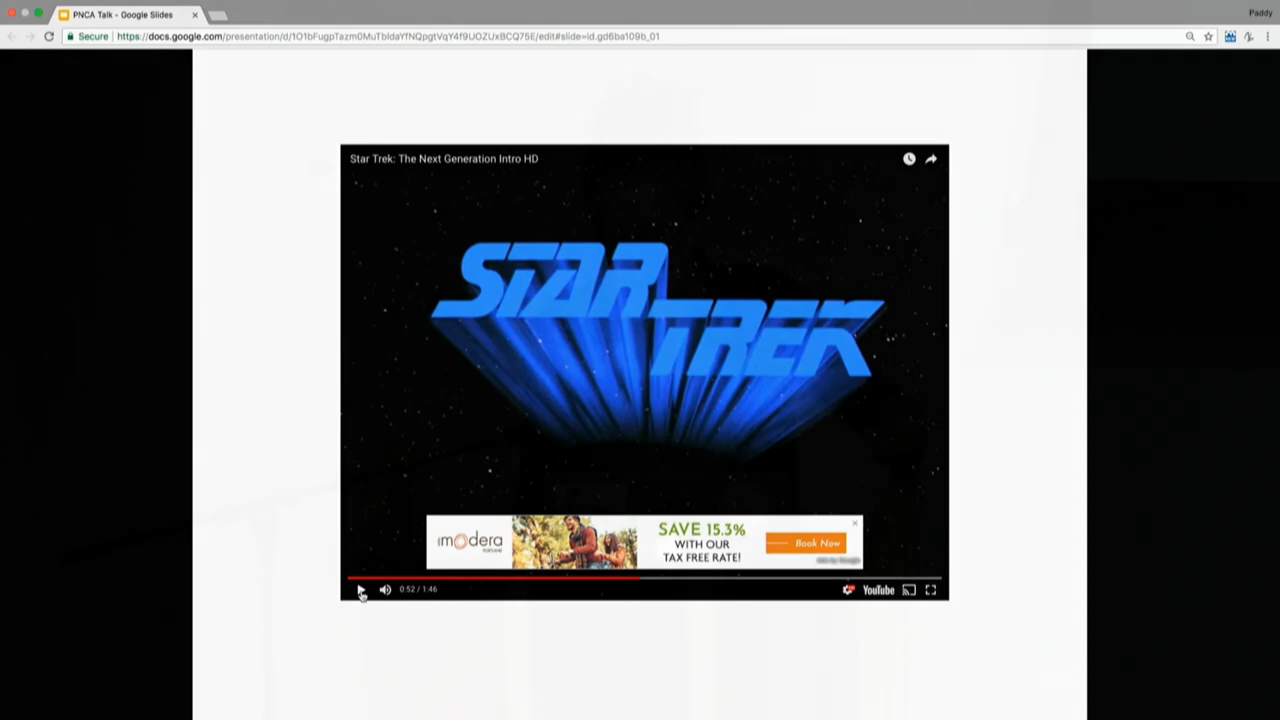 PNCA Talk - Google Slides
Paddy
Secure
https://docs.google.com/presentation/d/1O1bFugpTazm0MuTbldaYfNQpgtVqY4f9UOZUxBCQ75E/edit#slide=id.gd6ba109b_01
Star Trek: The Next Generation Intro HD
STAR
TREK
modera
SAVE 15.3%
WITH OUR
TAX FREE RATE!
Book Now
0:52 / 1:46
YouTube